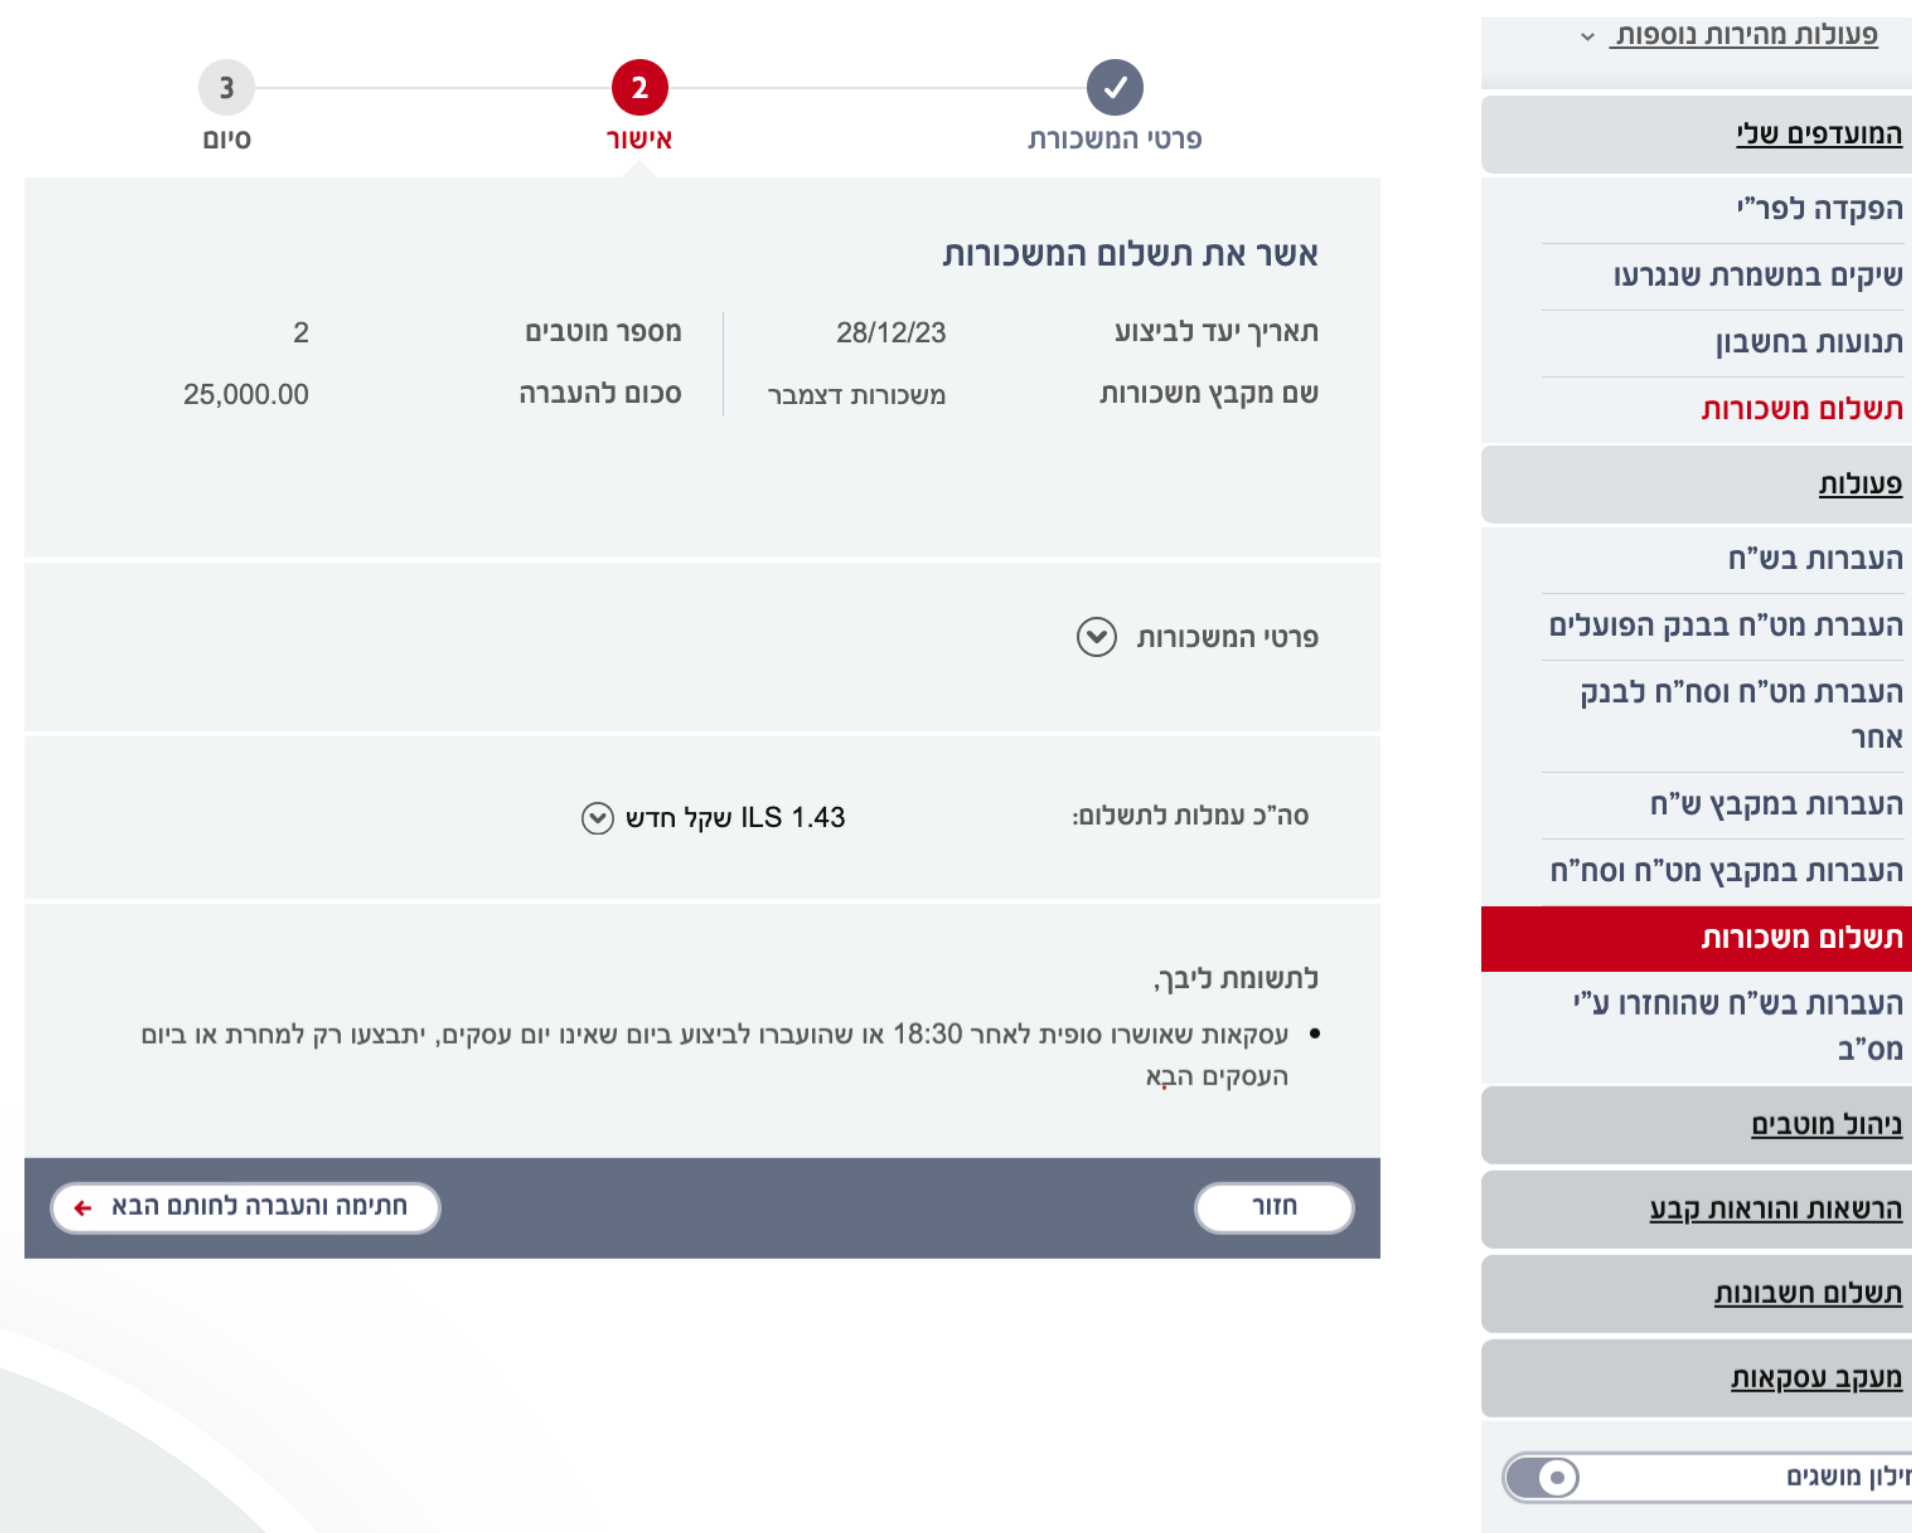 פעולות מהירות נוספות
המועדפים שלי
הפקדה לפר"י
שיקים במשמרת שנגרעו
תנועות בחשבון
תשלום משכורות
פעולות
העברות בש"ח
העברת מט"ח בבנק הפועלים
העברת מט"ח וסח"ח לבנק
אחר
העברות במקבץ ש"ח
העברות במקבץ מט"ח וסח"ח
תשלום משכורות
העברות בש"ח שהוחזרו ע"י
מס"ב
ניהול מוטבים
הרשאות והוראות קבע
תשלום חשבונות
מעקב עסקאות
מילון מושגים
פרטי המשכורת
2
אישור
3
סיום
אשר את תשלום המשכורות
תאריך יעד לביצוע 28/12/23 מספר מוטבים 2
שם מקבץ משכורות משכורות דצמבר סכום להעברה 25,000.00
פרטי המשכורות
סה"כ עמלות לתשלום: 1.43 ILS שקל חדש
לתשומת ליבך,
• עסקאות שאושרו סופית לאחר 18:30 או שהועברו לביצוע ביום שאינו יום עסקים, יתבצעו רק למחרת או ביום
העסקים הבא
חזור
חתימה והעברה לחותם הבא